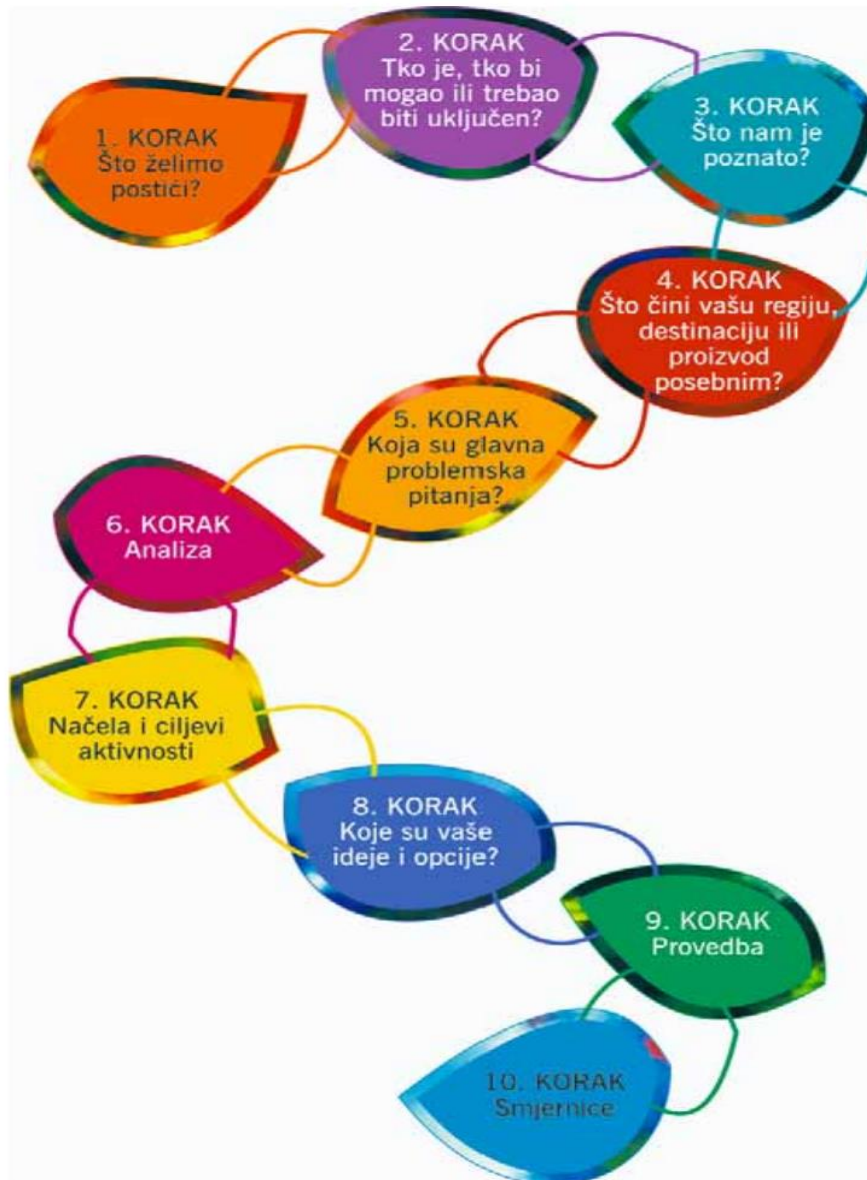 1. KORAK
Što želimo
postići?
2. KORAK
Tko je, tko bi
mogao ili trebao
biti uključen?
3. KORAK
Što nam je
poznato?
4. KORAK
Što čini vašu regiju,
destinaciju ili
proizvod
posebnim?
5. KORAK
Koja su glavna
problemska
pitanja?
6. KORAK
Analiza
7. KORAK
Načela i ciljevi
aktivnosti
8. KORAK
Koje su vaše
ideje i opcije?
9. KORAK
Provedba
10. KORAK
Smjernice